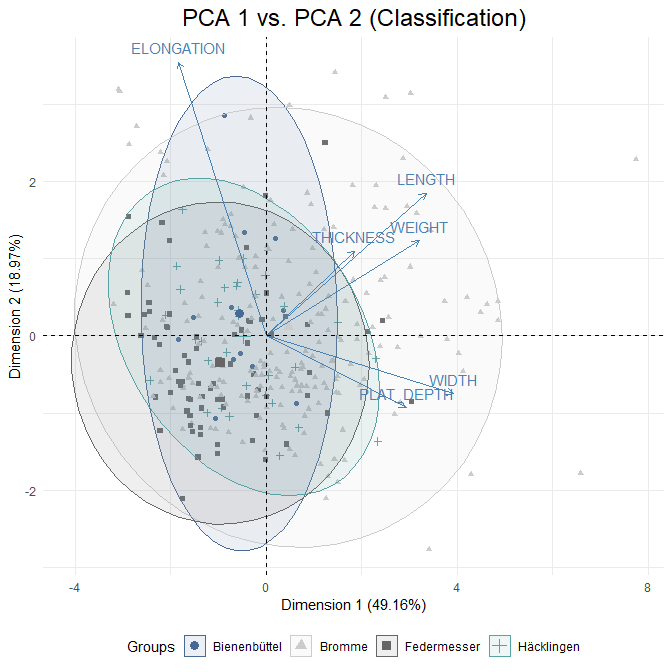 PCA 1 vs. PCA 2 (Classification)
ELONGATION
LENGTH
WEIGHT
THICKNESS
WIDTH
PLAT_DEPTH
Dimension 2 (18.97%)
2
0
-2
-4
0
4
8
Dimension 1 (49.16%)
Groups Bienenbüttel Bromme Federmesser Häcklingen